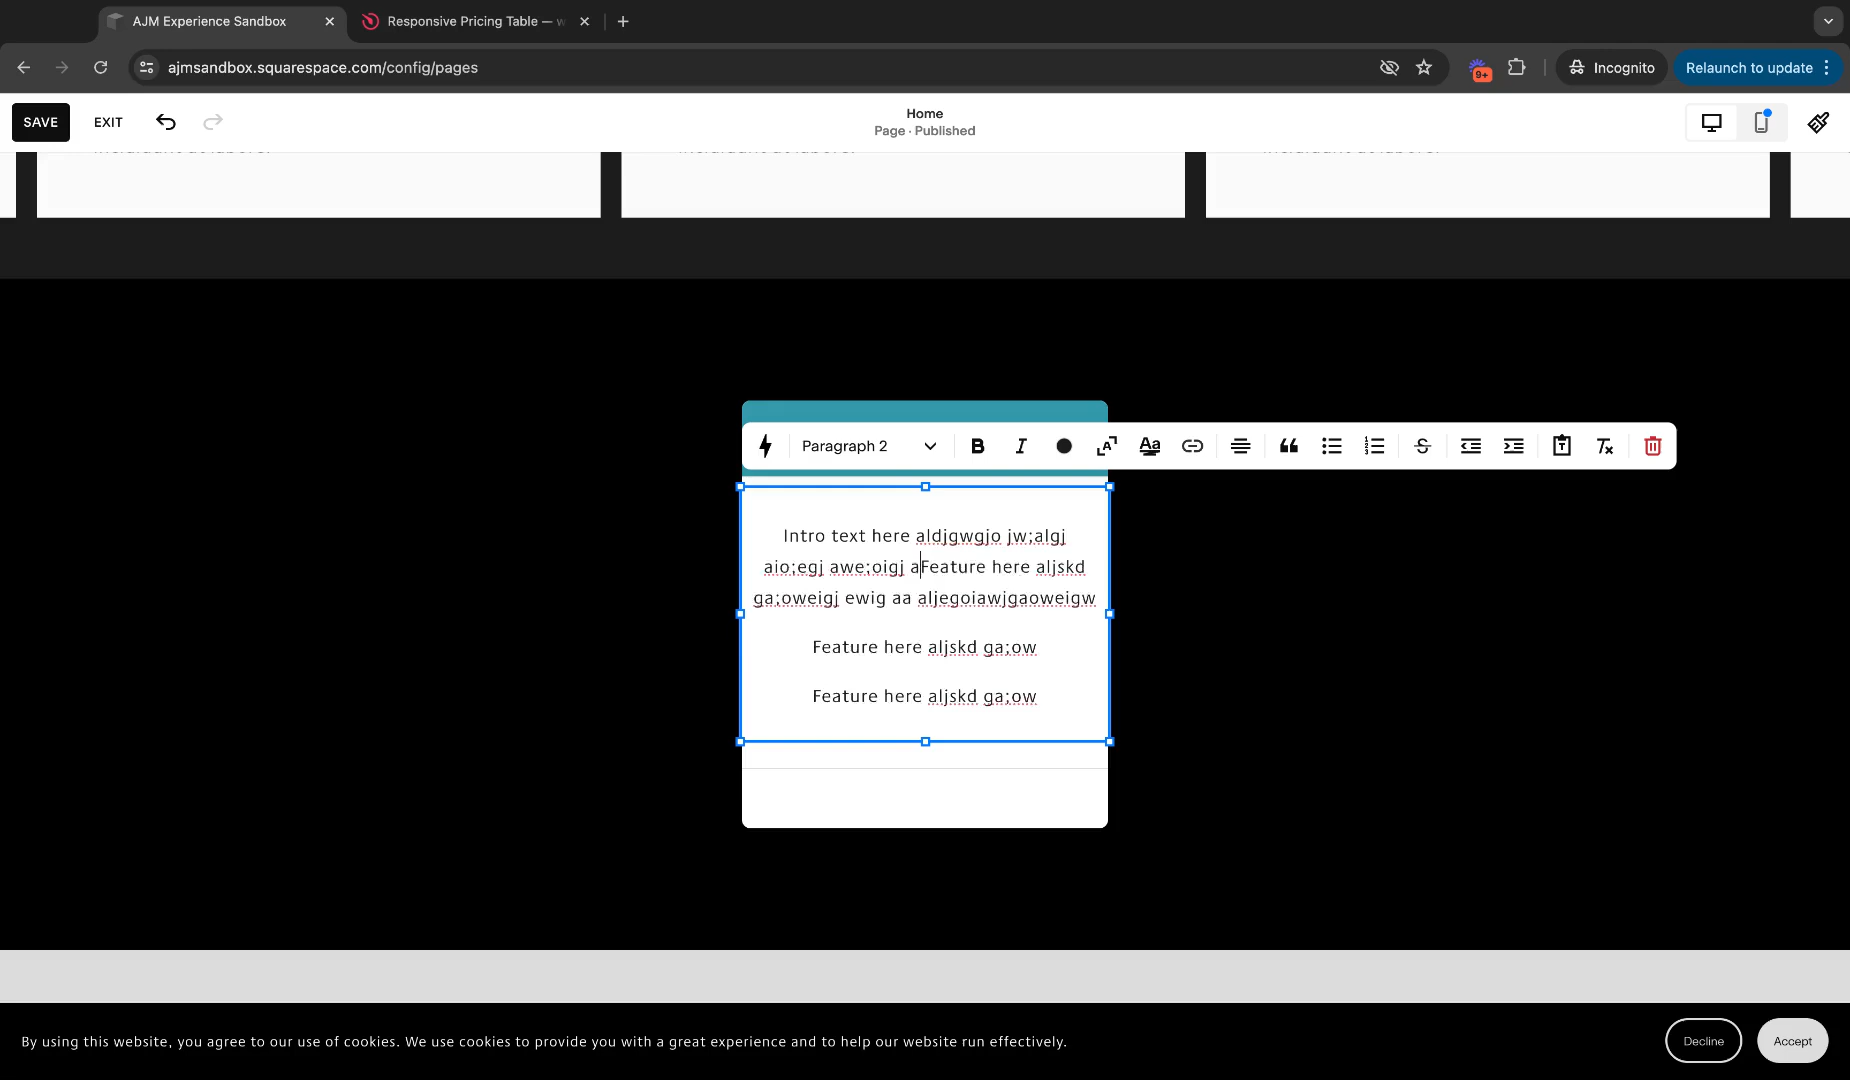 AJM Experience Sandbox
Responsive Pricing Table — w
ajmsandbox.squarespace.com/config/pages
9+
Incognito
Relaunch to update
SAVE
EXIT
Home
Page · Published
Paragraph 2
Intro text here aldjgwgjo jw;algj
aio;egj awe;oigj aFeature here aljskd
ga;oweigj ewig aa aljegoiawjgaoweigw
Feature here aljskd ga;ow
Feature here aljskd ga;ow
By using this website, you agree to our use of cookies. We use cookies to provide you with a great experience and to help our website run effectively.
Decline
Accept